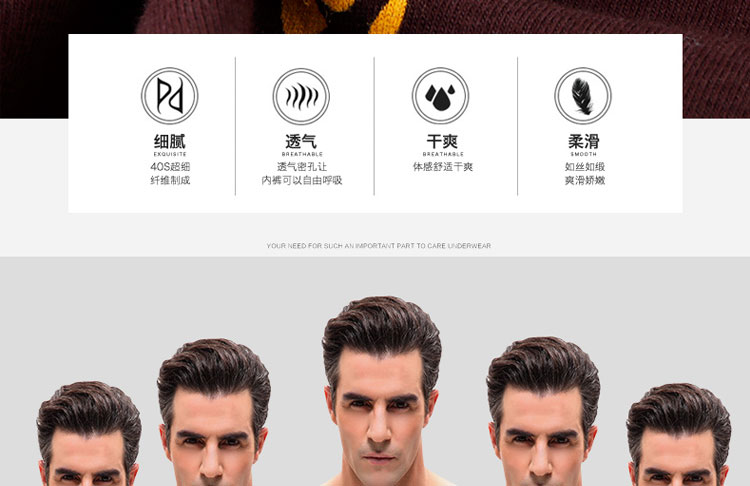 细腻
EXQUISITE
40S超细
纤维制成
透气
BREATHABLE
透气密孔让
内裤可以自由呼吸
干爽
BREATHABLE
体感舒适干爽
柔滑
SMOOTH
如丝如缎
爽滑娇嫩
YOUR NEED FOR SUCH AN IMPORTANT PART TO CARE UNDERWEAR